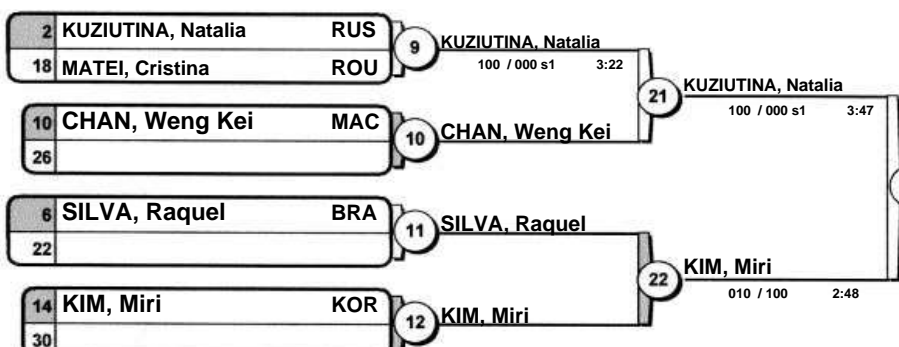 2 KUZIUTINA, Natalia RUS
18 MATEI, Cristina ROU
9
KUZIUTINA, Natalia
100 / 000 s1 3:22
10 CHAN, Weng Kei MAC
26
10
CHAN, Weng Kei
21
KUZIUTINA, Natalia
100 / 000 s1 3:47
6 SILVA, Raquel BRA
22
11
SILVA, Raquel
14 KIM, Miri KOR
30
12
KIM, Miri
22
KIM, Miri
010 / 100 2:48